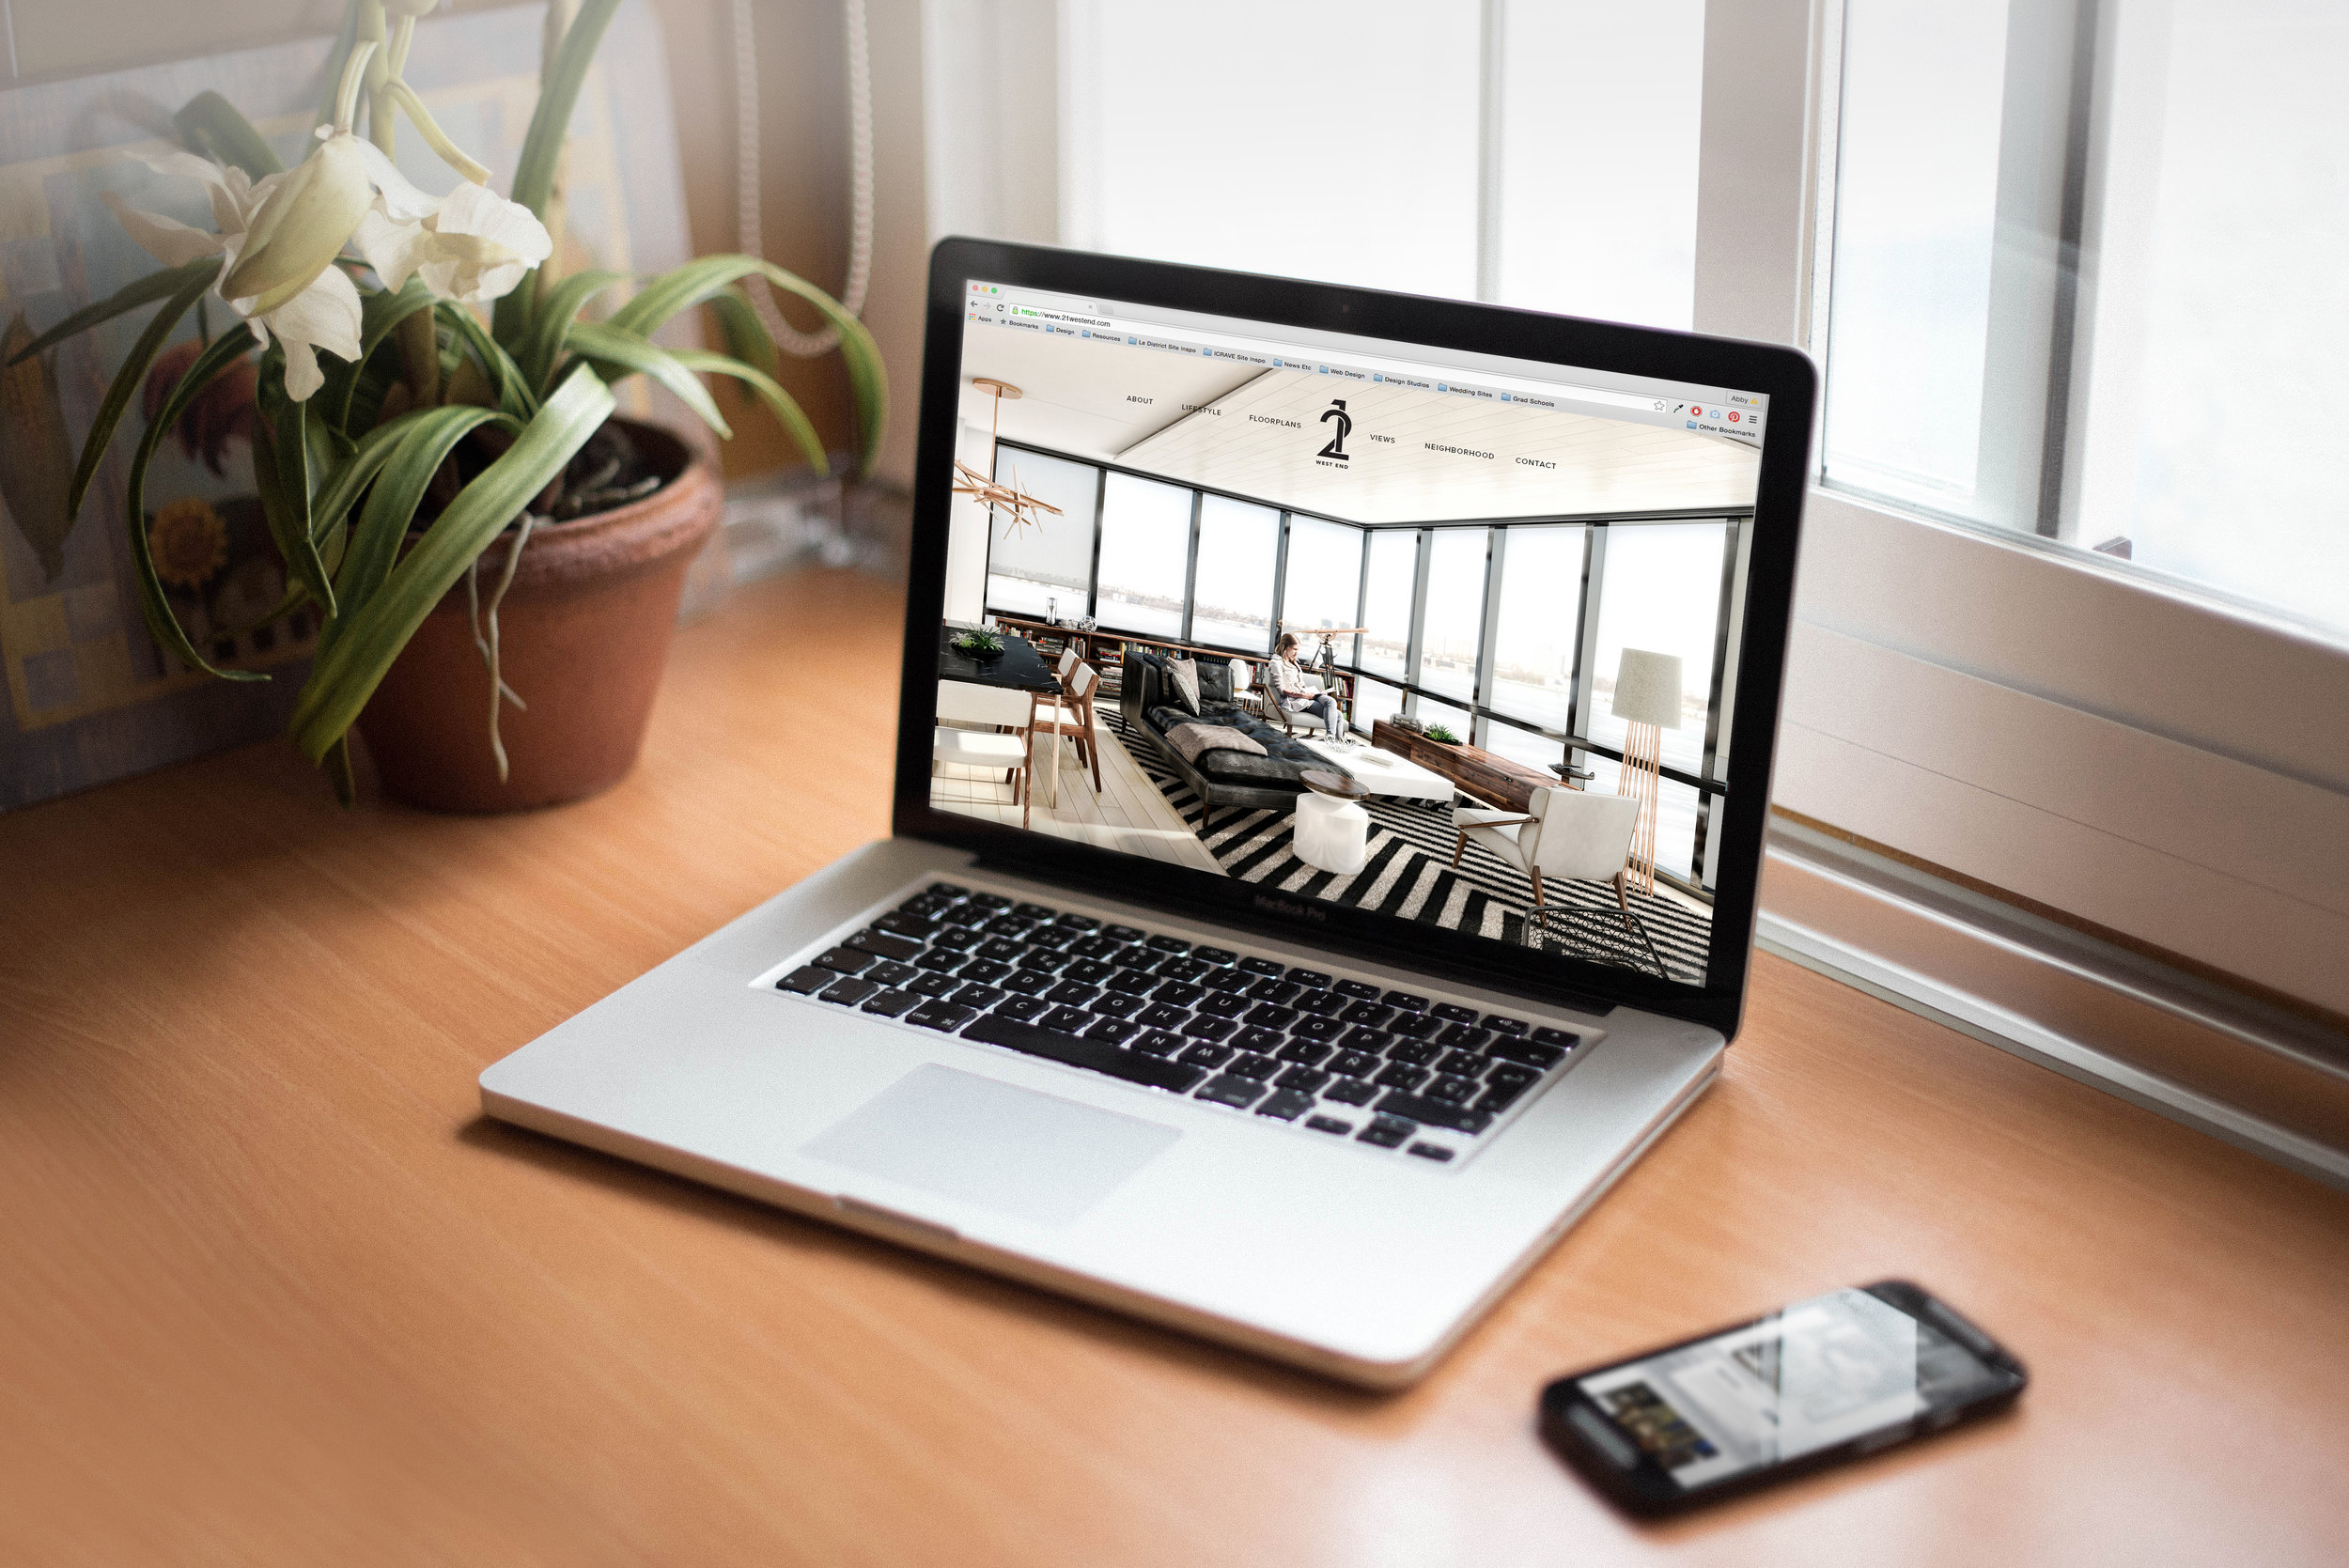 Abby
https://www.21westend.com
Apps Bookmarks Design Resources Le District Site Inspo ICRAVE Site Inspo News Etc Web Design Design Studios Wedding Sites Grad Schools Other Bookmarks
ABOUT LIFESTYLE FLOORPLANS 21 VIEWS NEIGHBORHOOD CONTACT
WEST END
MacBook Pro
Q W E R T Y U I O P
A S D F G H J K L Ñ
Z X C V B N M
cmd